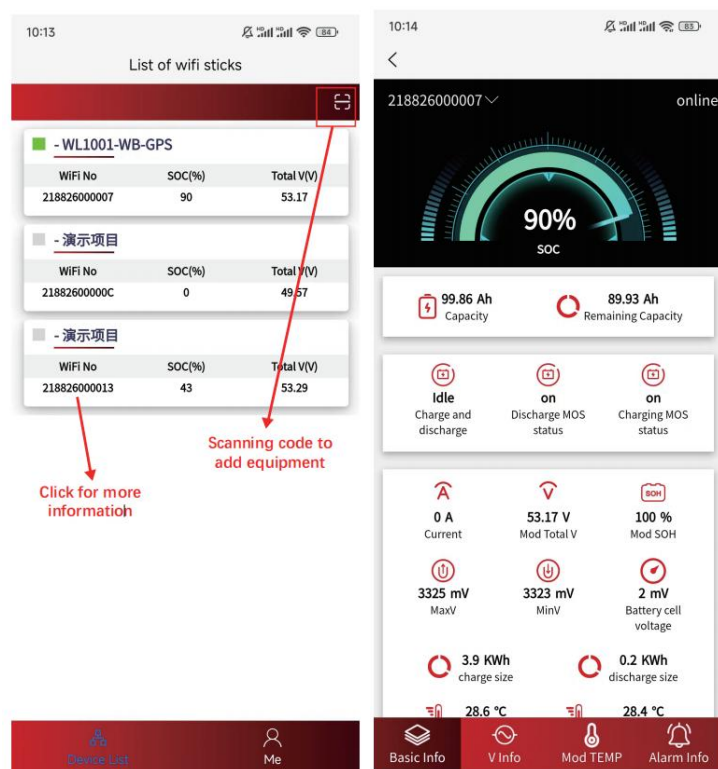 10:13
HD HD 84
List of wifi sticks
- WL1001-WB-GPS
WiFi No SOC(%) Total V(V)
218826000007 90 53.17
- 演示项目
WiFi No SOC(%) Total V(V)
21882600000C 0 49.57
- 演示项目
WiFi No SOC(%) Total V(V)
218826000013 43 53.29
Scanning code to
add equipment
Click for more
information
Device List
Me
10:14
HD HD 83
218826000007 online
90%
SOC
99.86 Ah
Capacity
89.93 Ah
Remaining Capacity
Idle
Charge and
discharge
on
Discharge MOS
status
on
Charging MOS
status
A V SOH
0 A
Current
53.17 V
Mod Total V
100 %
Mod SOH
3325 mV
MaxV
3323 mV
MinV
2 mV
Battery cell
voltage
3.9 KWh
charge size
0.2 KWh
discharge size
28.6 °C 28.4 °C
Basic Info V Info Mod TEMP Alarm Info